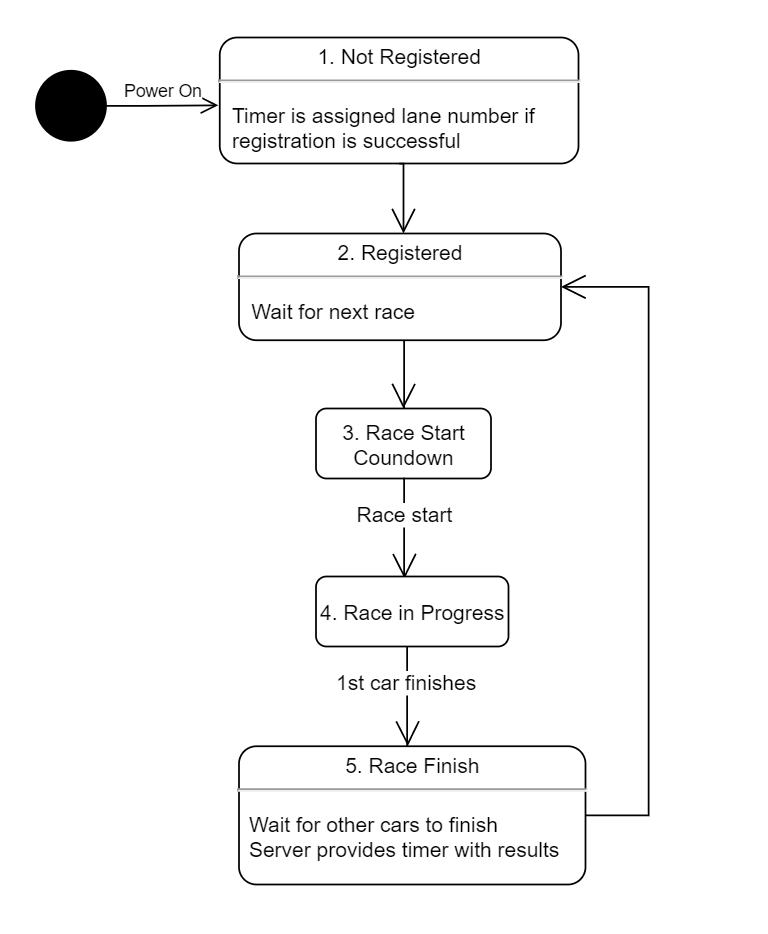 1. Not Registered
Power On
Timer is assigned lane number if
registration is successful
2. Registered
Wait for next race
3. Race Start
Coundown
Race start
4. Race in Progress
1st car finishes
5. Race Finish
Wait for other cars to finish
Server provides timer with results